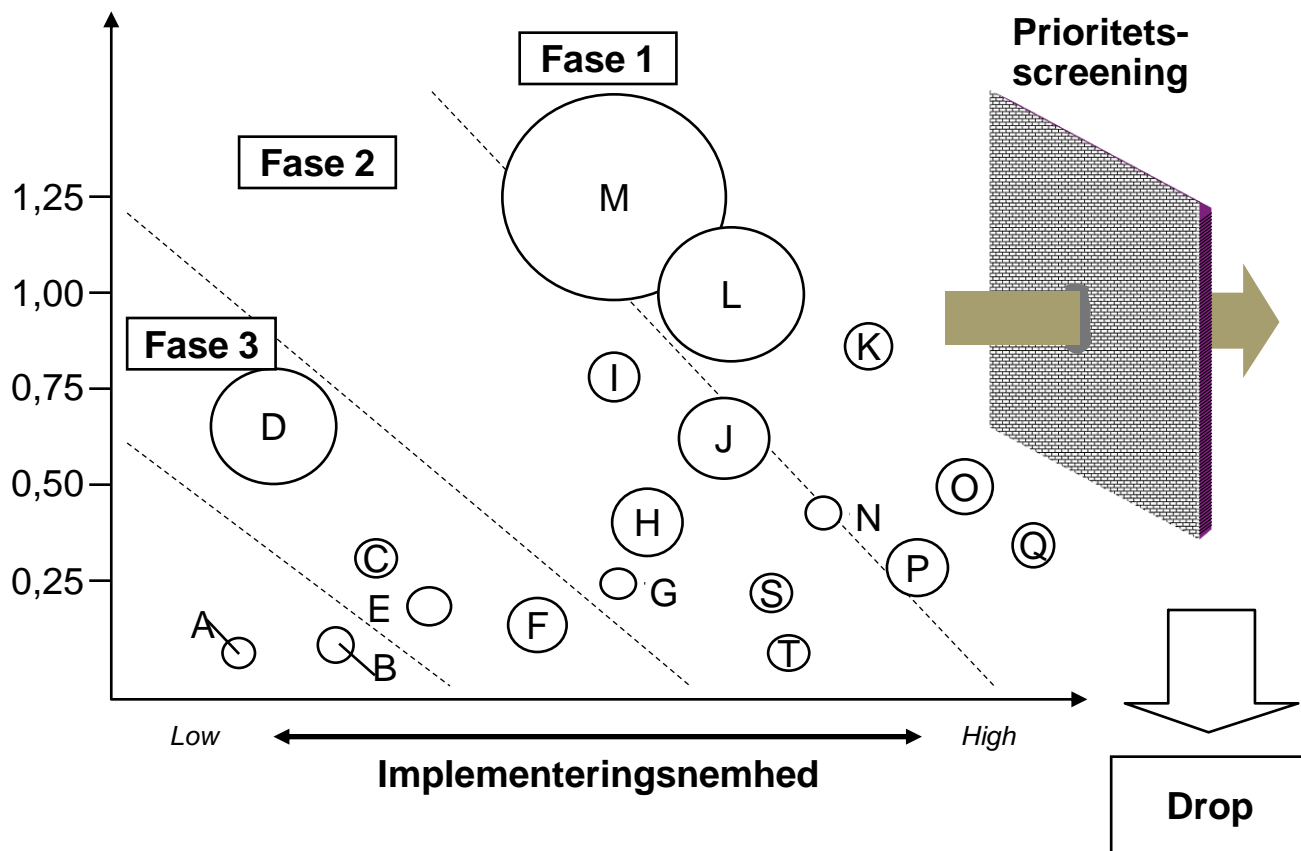 Fase 1
Prioritets-
screening
Fase 2
1,25
M
1,00
L
Fase 3
K
0,75
I
D
J
0,50
O
H
N
Q
C
P
0,25
G
S
E
F
A
T
B
Low
High
Implementeringsnemhed
Drop